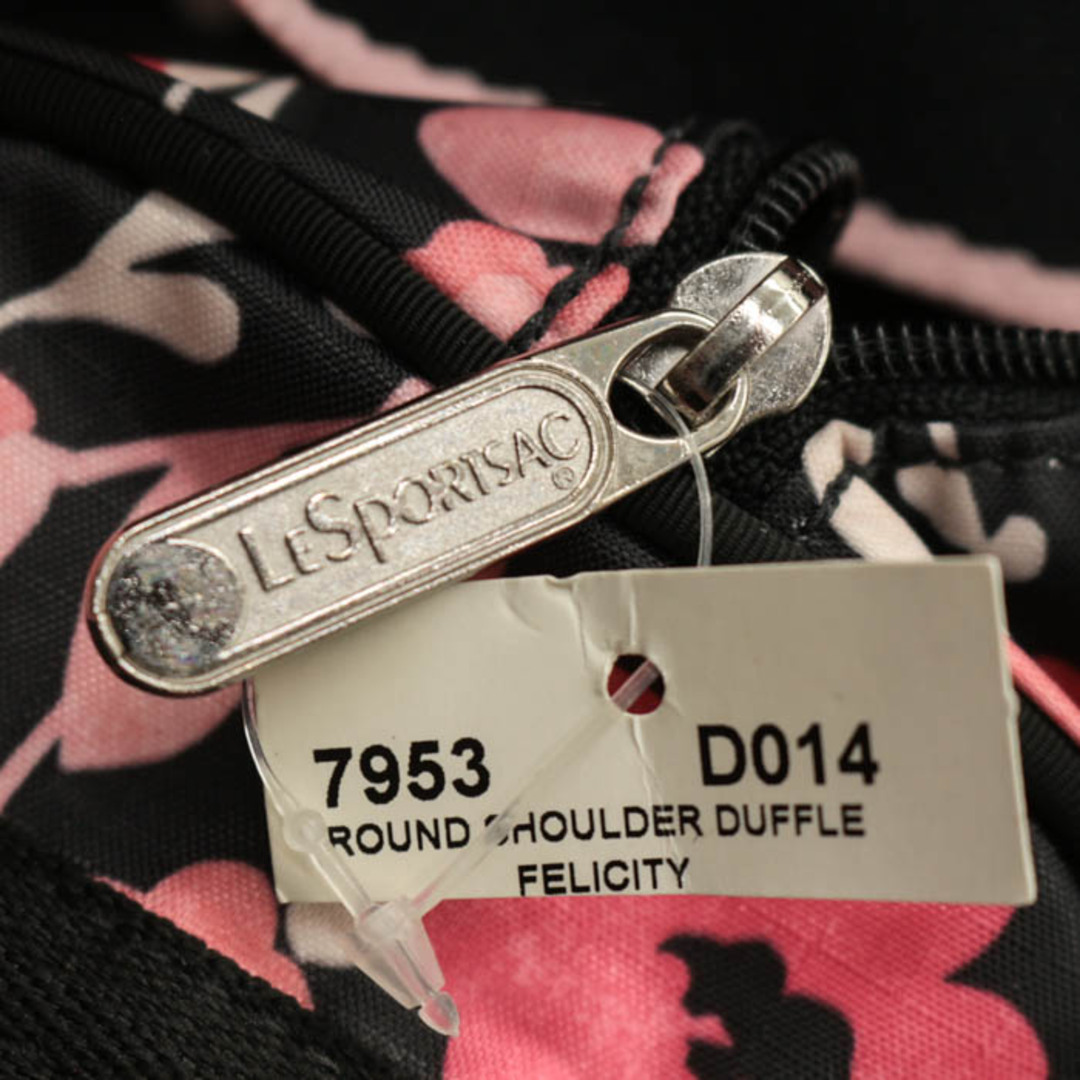 LESPORTSAC®
7953 D014
ROUND SHOULDER DUFFLE
FELICITY